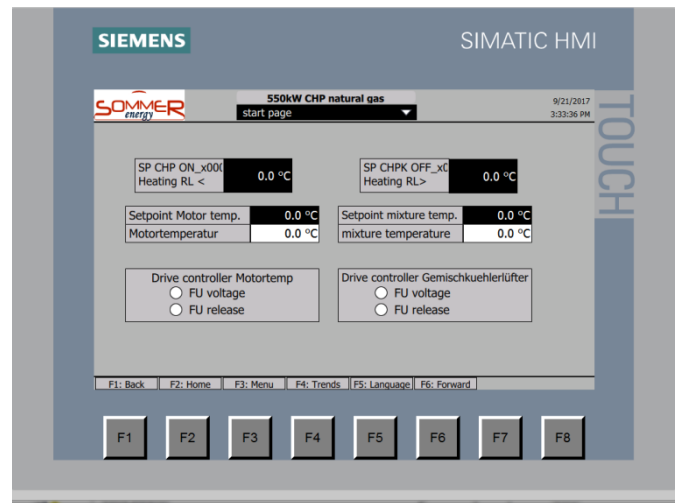 SIEMENS
SIMATIC HMI
SOMMER
energy
550kW CHP natural gas
start page
9/21/2017
3:33:36 PM
TOUCH
SP CHP ON_x000
Heating RL <
0.0 °C
SP CHPK OFF_x0
Heating RL>
0.0 °C
Setpoint Motor temp. 0.0 °C
Motortemperatur 0.0 °C
Setpoint mixture temp. 0.0 °C
mixture temperature 0.0 °C
Drive controller Motortemp
FU voltage
FU release
Drive controller Gemischkuehlerlüfter
FU voltage
FU release
F1: Back F2: Home F3: Menu F4: Trends F5: Language F6: Forward
F1 F2 F3 F4 F5 F6 F7 F8